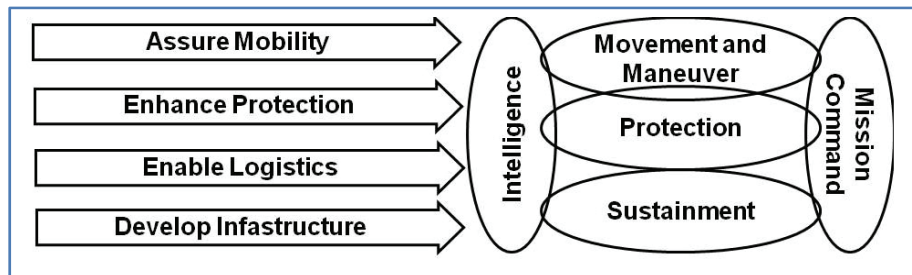 Assure Mobility
Enhance Protection
Enable Logistics
Develop Infastructure
Intelligence
Movement and
Maneuver
Protection
Sustainment
Mission
Command